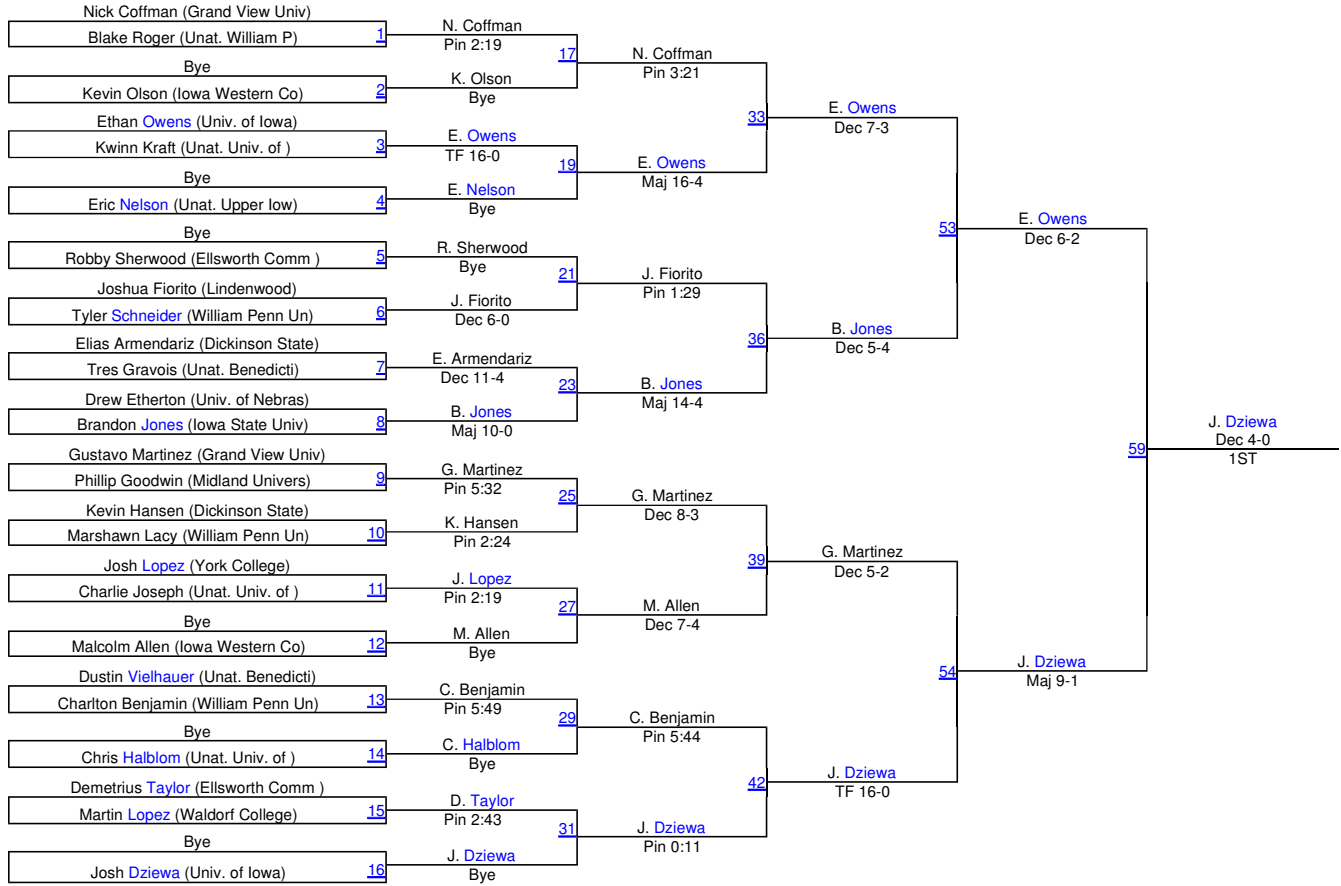 Nick Coffman (Grand View Univ)
Blake Roger (Unat. William P)
1
Bye
Kevin Olson (Iowa Western Co)
2
Ethan Owens (Univ. of Iowa)
Kwinn Kraft (Unat. Univ. of )
3
Bye
Eric Nelson (Unat. Upper Iow)
4
Bye
Robby Sherwood (Ellsworth Comm )
5
Joshua Fiorito (Lindenwood)
Tyler Schneider (William Penn Un)
6
Elias Armendariz (Dickinson State)
Tres Gravois (Unat. Benedicti)
7
Drew Etherton (Univ. of Nebras)
Brandon Jones (Iowa State Univ)
8
Gustavo Martinez (Grand View Univ)
Phillip Goodwin (Midland Univers)
9
Kevin Hansen (Dickinson State)
Marshawn Lacy (William Penn Un)
10
Josh Lopez (York College)
Charlie Joseph (Unat. Univ. of )
11
Bye
Malcolm Allen (Iowa Western Co)
12
Dustin Vielhauer (Unat. Benedicti)
Charlton Benjamin (William Penn Un)
13
Bye
Chris Halblom (Unat. Univ. of )
14
Demetrius Taylor (Ellsworth Comm )
Martin Lopez (Waldorf College)
15
Bye
Josh Dziewa (Univ. of Iowa)
16
N. Coffman
Pin 2:19
17
K. Olson
Bye
E. Owens
TF 16-0
19
E. Nelson
Bye
R. Sherwood
Bye
21
J. Fiorito
Dec 6-0
E. Armendariz
Dec 11-4
23
B. Jones
Maj 10-0
G. Martinez
Pin 5:32
25
K. Hansen
Pin 2:24
J. Lopez
Pin 2:19
27
M. Allen
Bye
C. Benjamin
Pin 5:49
29
C. Halblom
Bye
D. Taylor
Pin 2:43
31
J. Dziewa
Bye
N. Coffman
Pin 3:21
33
E. Owens
Maj 16-4
J. Fiorito
Pin 1:29
36
B. Jones
Maj 14-4
G. Martinez
Dec 8-3
39
M. Allen
Dec 7-4
C. Benjamin
Pin 5:44
42
J. Dziewa
Pin 0:11
E. Owens
Dec 7-3
53
B. Jones
Dec 5-4
G. Martinez
Dec 5-2
54
J. Dziewa
TF 16-0
E. Owens
Dec 6-2
59
J. Dziewa
Maj 9-1
J. Dziewa
Dec 4-0
1ST